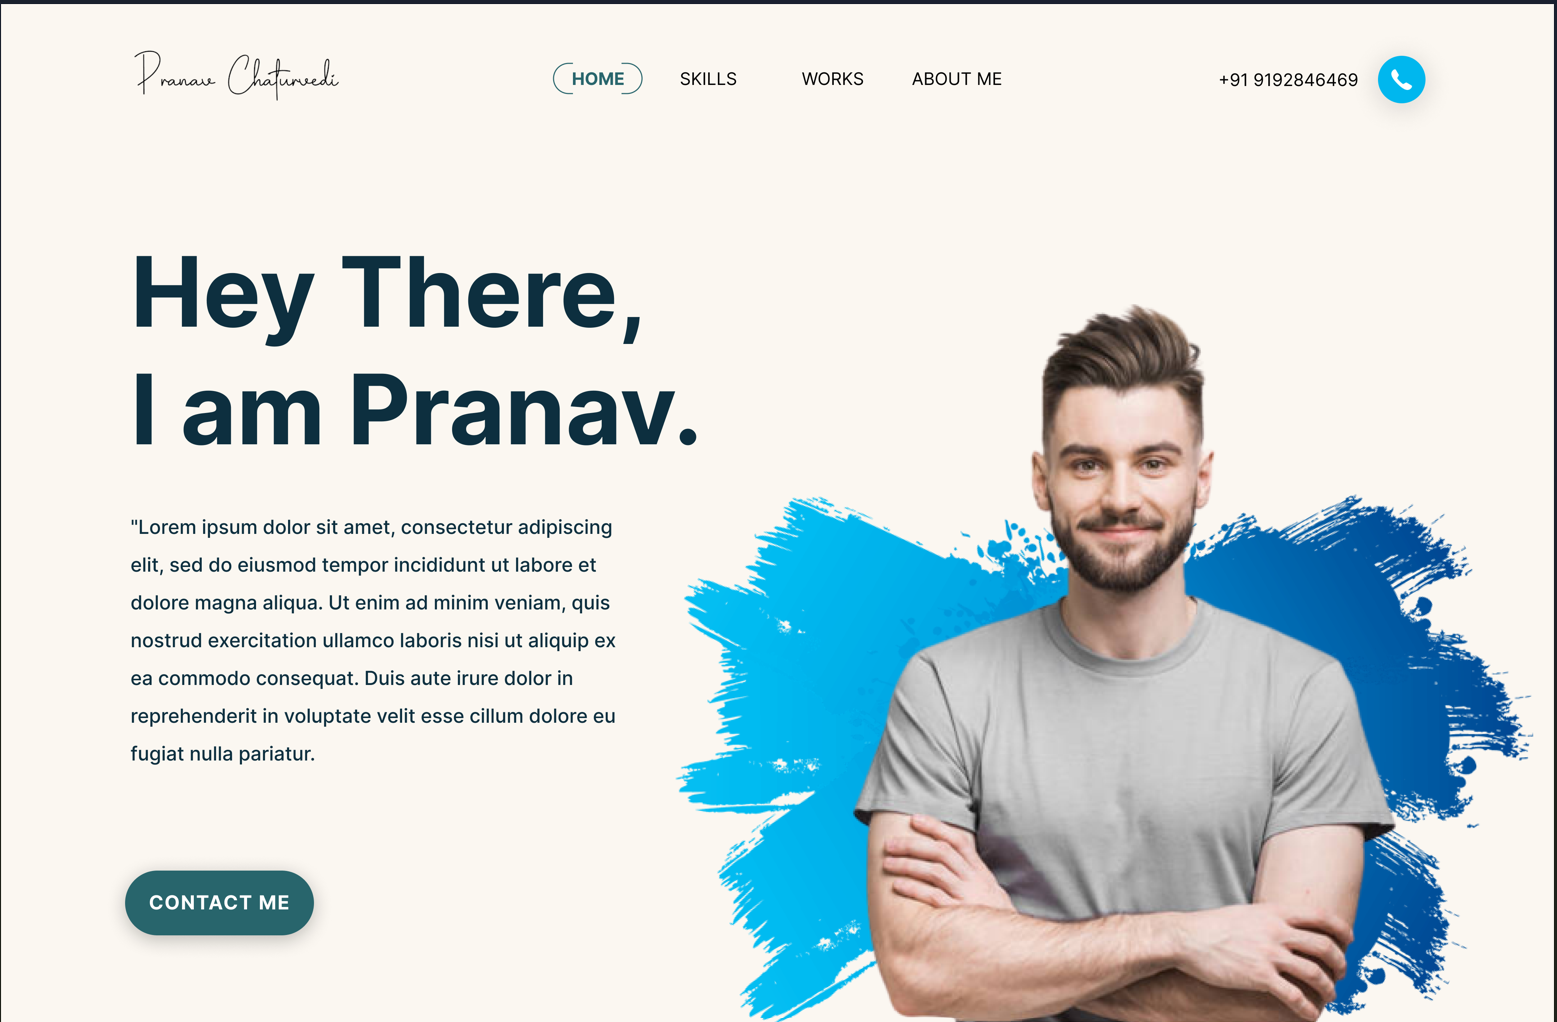 Pranav Chaturvedi
HOME
SKILLS
WORKS
ABOUT ME
+91 9192846469
Hey There,
I am Pranav.
"Lorem ipsum dolor sit amet, consectetur adipiscing
elit, sed do eiusmod tempor incididunt ut labore et
dolore magna aliqua. Ut enim ad minim veniam, quis
nostrud exercitation ullamco laboris nisi ut aliquip ex
ea commodo consequat. Duis aute irure dolor in
reprehenderit in voluptate velit esse cillum dolore eu
fugiat nulla pariatur.
CONTACT ME